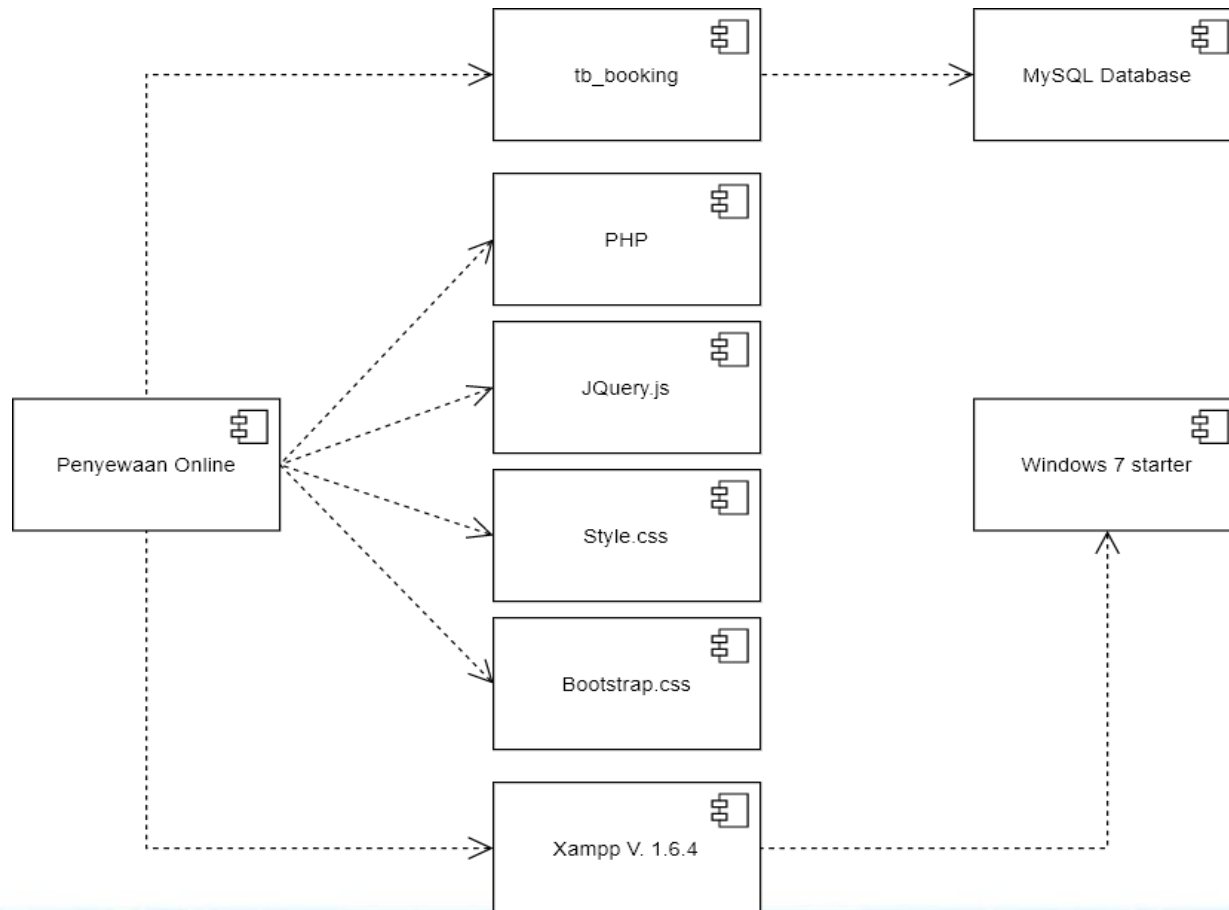 tb_booking
MySQL Database
PHP
JQuery.js
Penyewaan Online
Windows 7 starter
Style.css
Bootstrap.css
Xampp V. 1.6.4